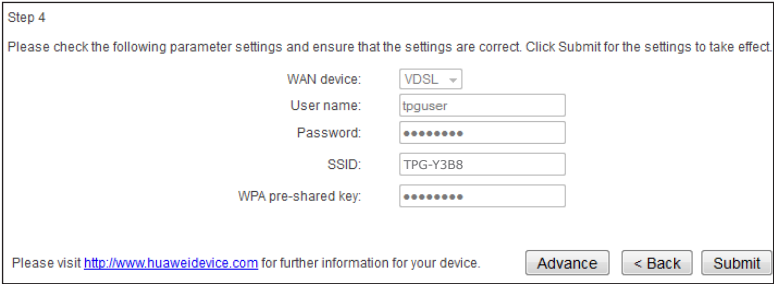 Step 4
Please check the following parameter settings and ensure that the settings are correct. Click Submit for the settings to take effect.
WAN device: VDSL
User name: tpguser
Password: ●●●●●●●●
SSID: TPG-Y3B8
WPA pre-shared key: ●●●●●●●●
Please visit http://www.huaweidevice.com for further information for your device. Advance < Back Submit